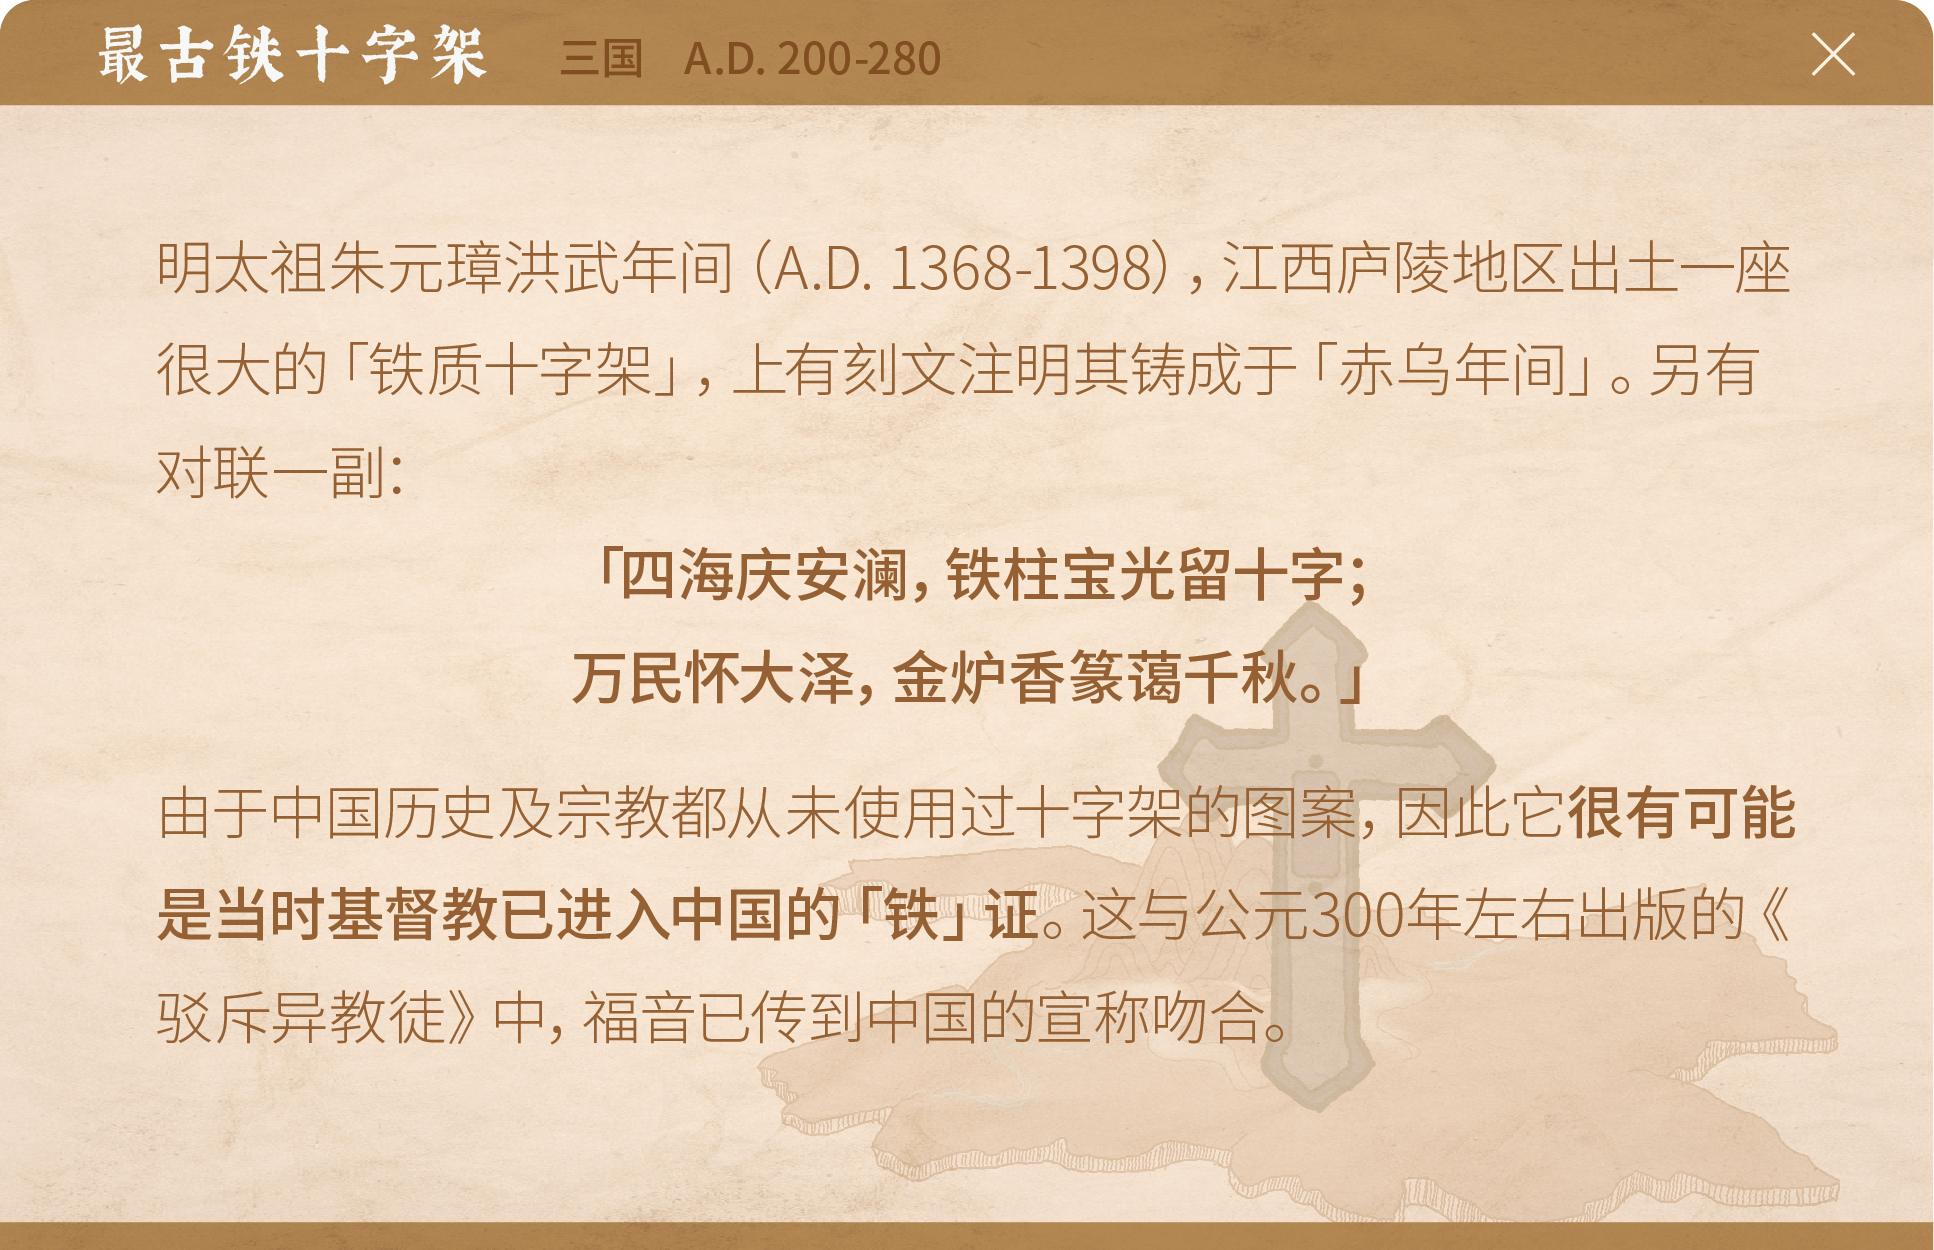 最古铁十字架
三国 A.D. 200-280
明太祖朱元璋洪武年间（A.D. 1368-1398），江西庐陵地区出土一座
很大的「铁质十字架」，上有刻文注明其铸成于「赤乌年间」。另有
对联一副：
「四海庆安澜，铁柱宝光留十字；
万民怀大泽，金炉香篆蔼千秋。」
由于中国历史及宗教都从未使用过十字架的图案，因此它很有可能
是当时基督教已进入中国的「铁」证。这与公元300年左右出版的《
驳斥异教徒》中，福音已传到中国的宣称吻合。